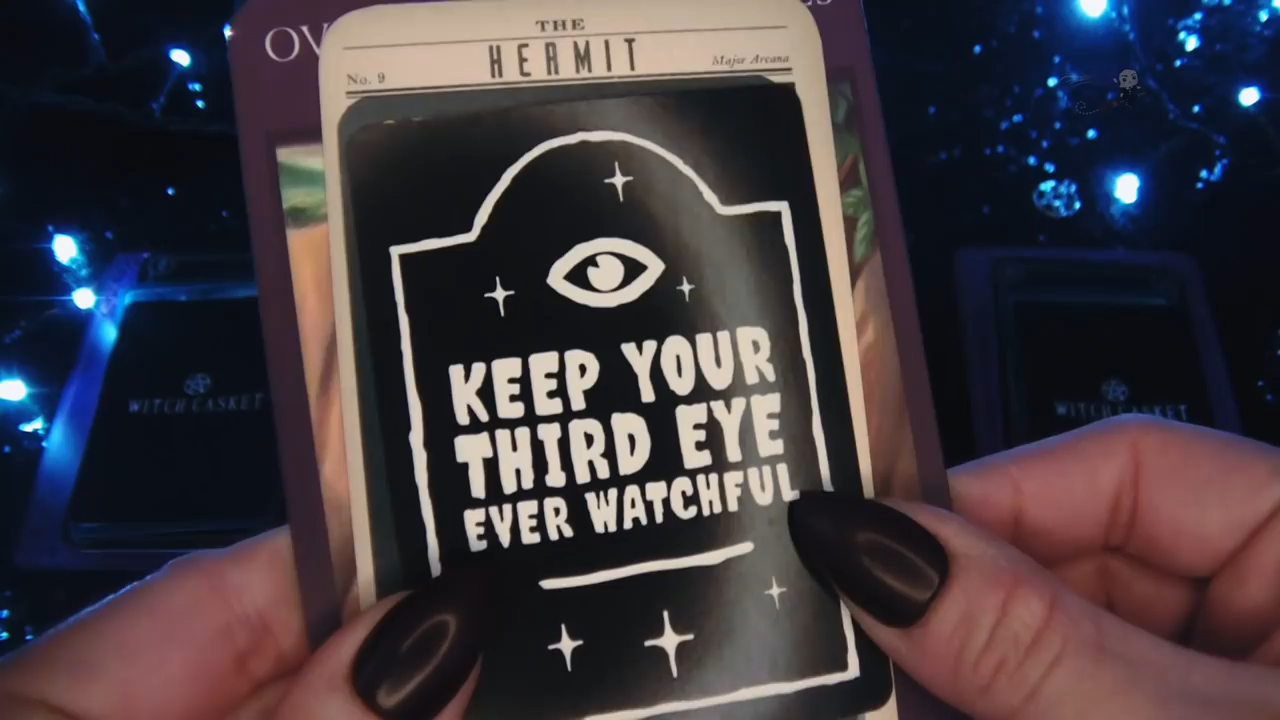 THE
HERMIT
No. 9
Major Arcana
KEEP YOUR
THIRD EYE
EVER WATCHFUL
WITCH CASKET
WITCH CASKET